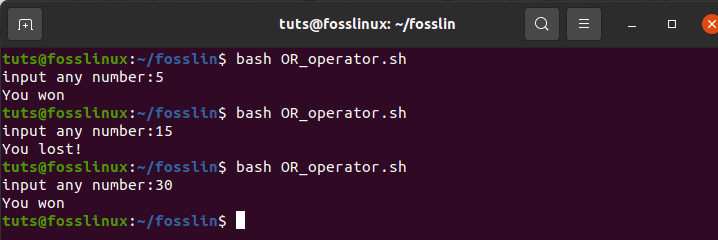 tuts@fosslinux: ~/fosslin
tuts@fosslinux:~/fosslin$ bash OR_operator.sh
input any number:5
You won
tuts@fosslinux:~/fosslin$ bash OR_operator.sh
input any number:15
You lost!
tuts@fosslinux:~/fosslin$ bash OR_operator.sh
input any number:30
You won
tuts@fosslinux:~/fosslin$